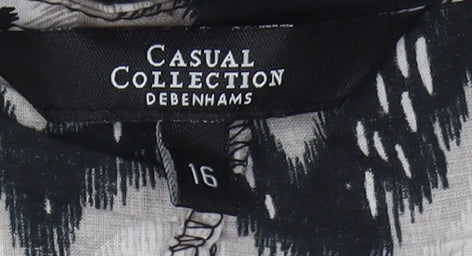 CASUAL
COLLECTION
DEBENHAMS
16